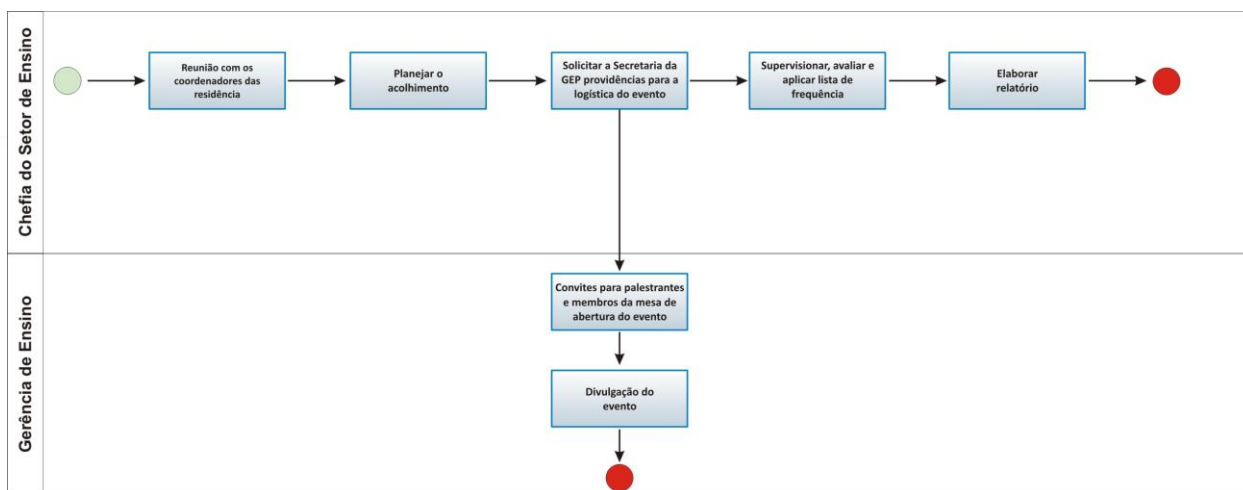 Chefia do Setor de Ensino
Reunião com os
coordenadores das
residência
Planejar o
acolhimento
Solicitar a Secretaria da
GEP providências para a
logística do evento
Supervisionar, avaliar e
aplicar lista de
frequência
Elaborar
relatório
Gerência de Ensino
Convites para palestrantes
e membros da mesa de
abertura do evento
Divulgação do
evento